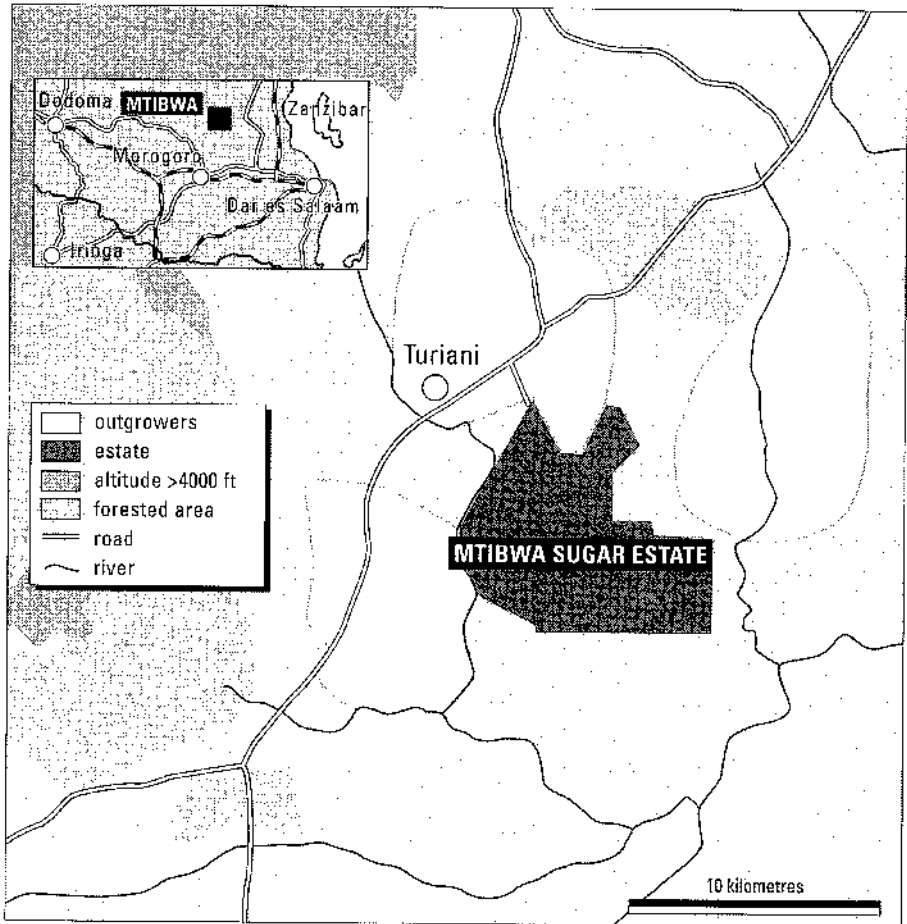 Dodoma
MTIBWA
Zanzibar
Morogoro
Dar es Salaam
Iringa
Turiani
outgrowers
estate
altitude >4000 ft
forested area
road
river
MTIBWA SUGAR ESTATE
10 kilometres